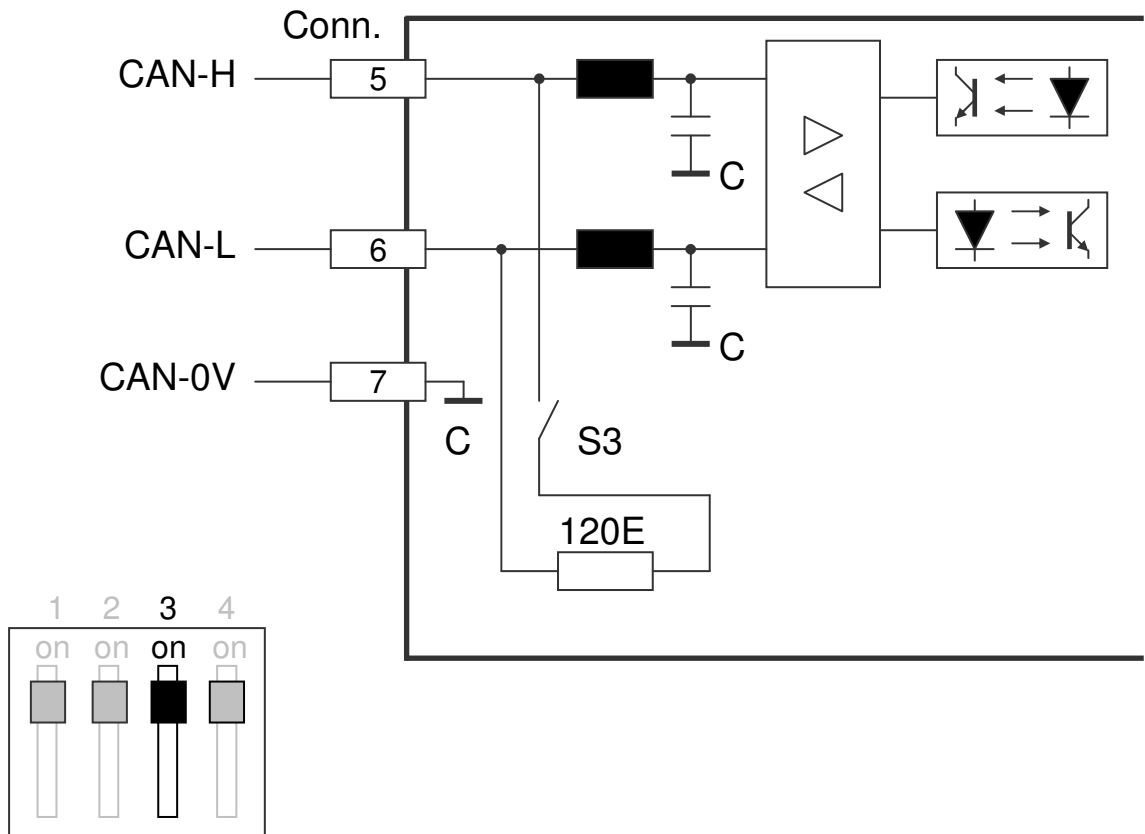 Conn.
CAN-H
5
C
CAN-L
6
C
CAN-0V
7
C
S3
120E
1 2 3 4
on on on on